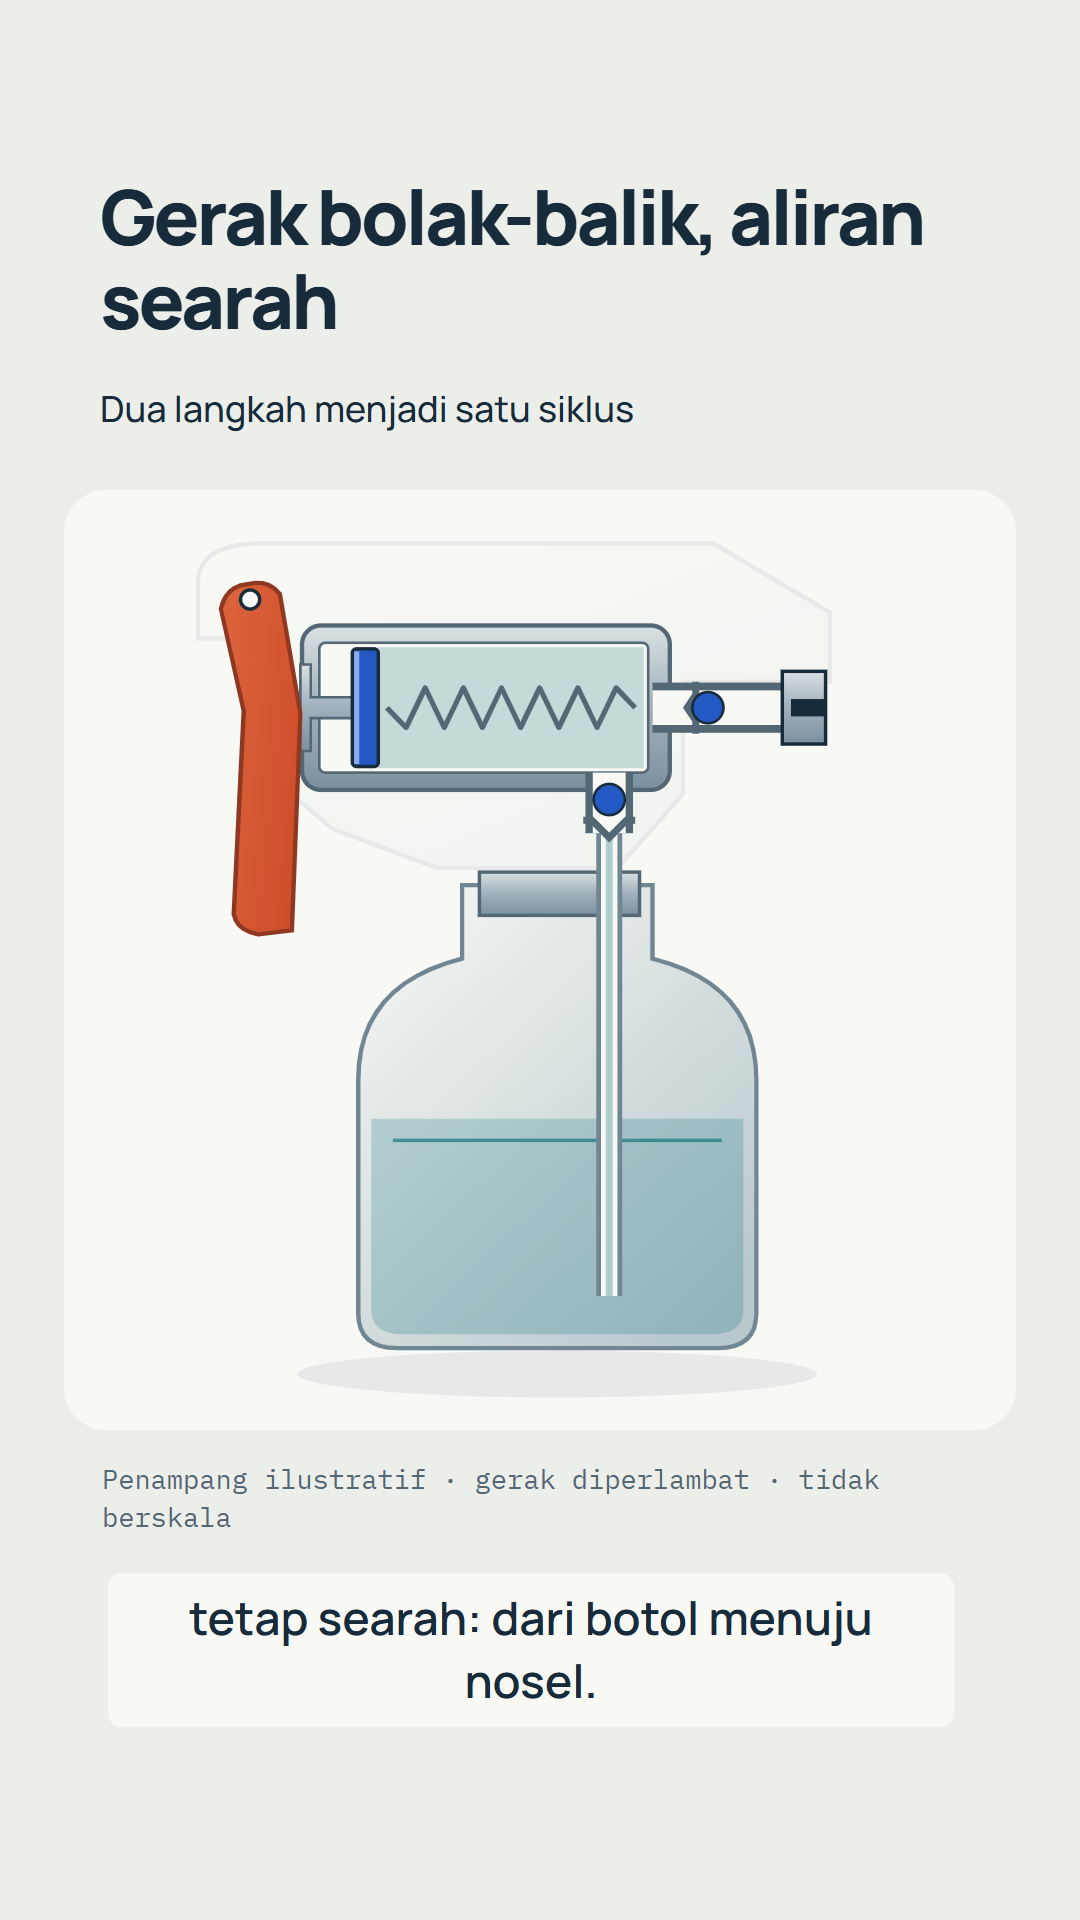 Gerak bolak-balik, aliran
searah
Dua langkah menjadi satu siklus
Penampang ilustratif · gerak diperlambat · tidak
berskala
tetap searah: dari botol menuju
nosel.